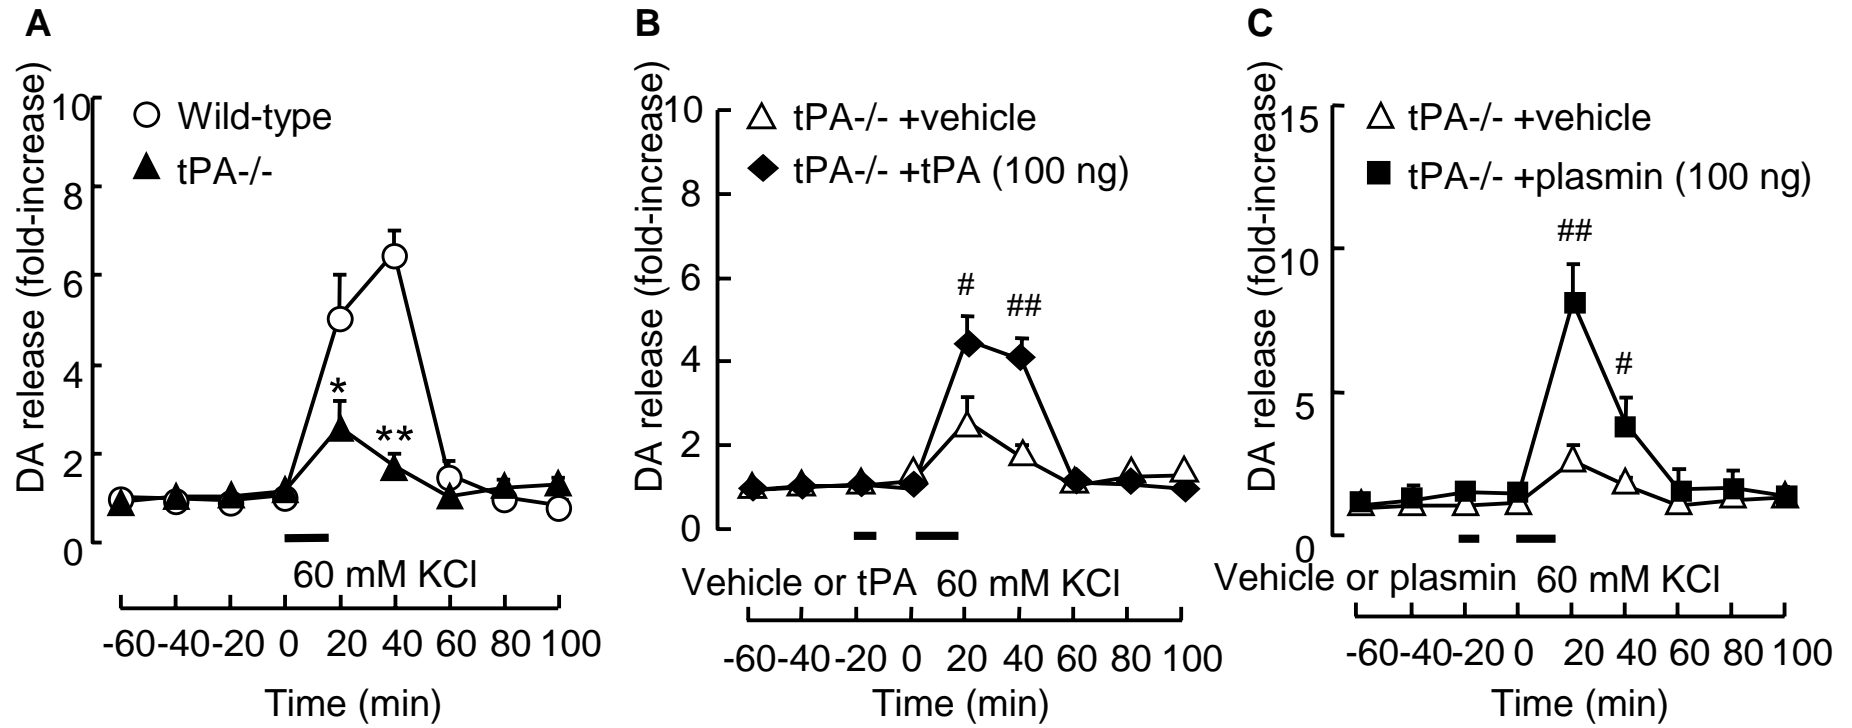 A
DA release (fold-increase)
10
8
6
4
2
0
Wild-type
tPA-/-
*
**
60 mM KCl
-60 -40 -20 0 20 40 60 80 100
Time (min)
B
DA release (fold-increase)
10
8
6
4
2
0
tPA-/- +vehicle
tPA-/- +tPA (100 ng)
#
##
Vehicle or tPA 60 mM KCl
-60 -40 -20 0 20 40 60 80 100
Time (min)
C
DA release (fold-increase)
15
10
5
0
tPA-/- +vehicle
tPA-/- +plasmin (100 ng)
##
#
Vehicle or plasmin 60 mM KCl
-60 -40 -20 0 20 40 60 80 100
Time (min)